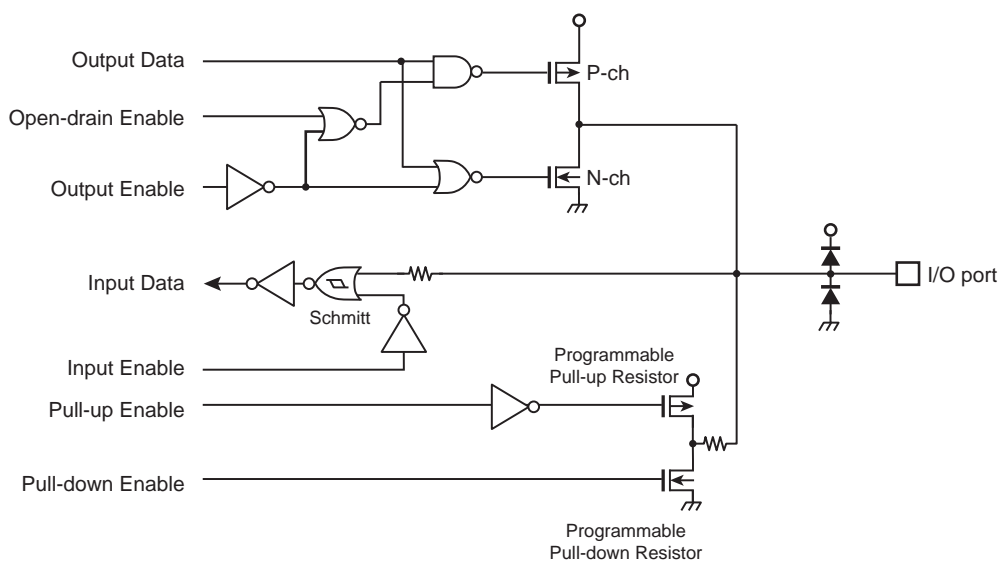 Output Data
P-ch
Open-drain Enable
Output Enable
N-ch
Input Data
I/O port
Schmitt
Input Enable
Programmable
Pull-up Resistor
Pull-up Enable
Pull-down Enable
Programmable
Pull-down Resistor